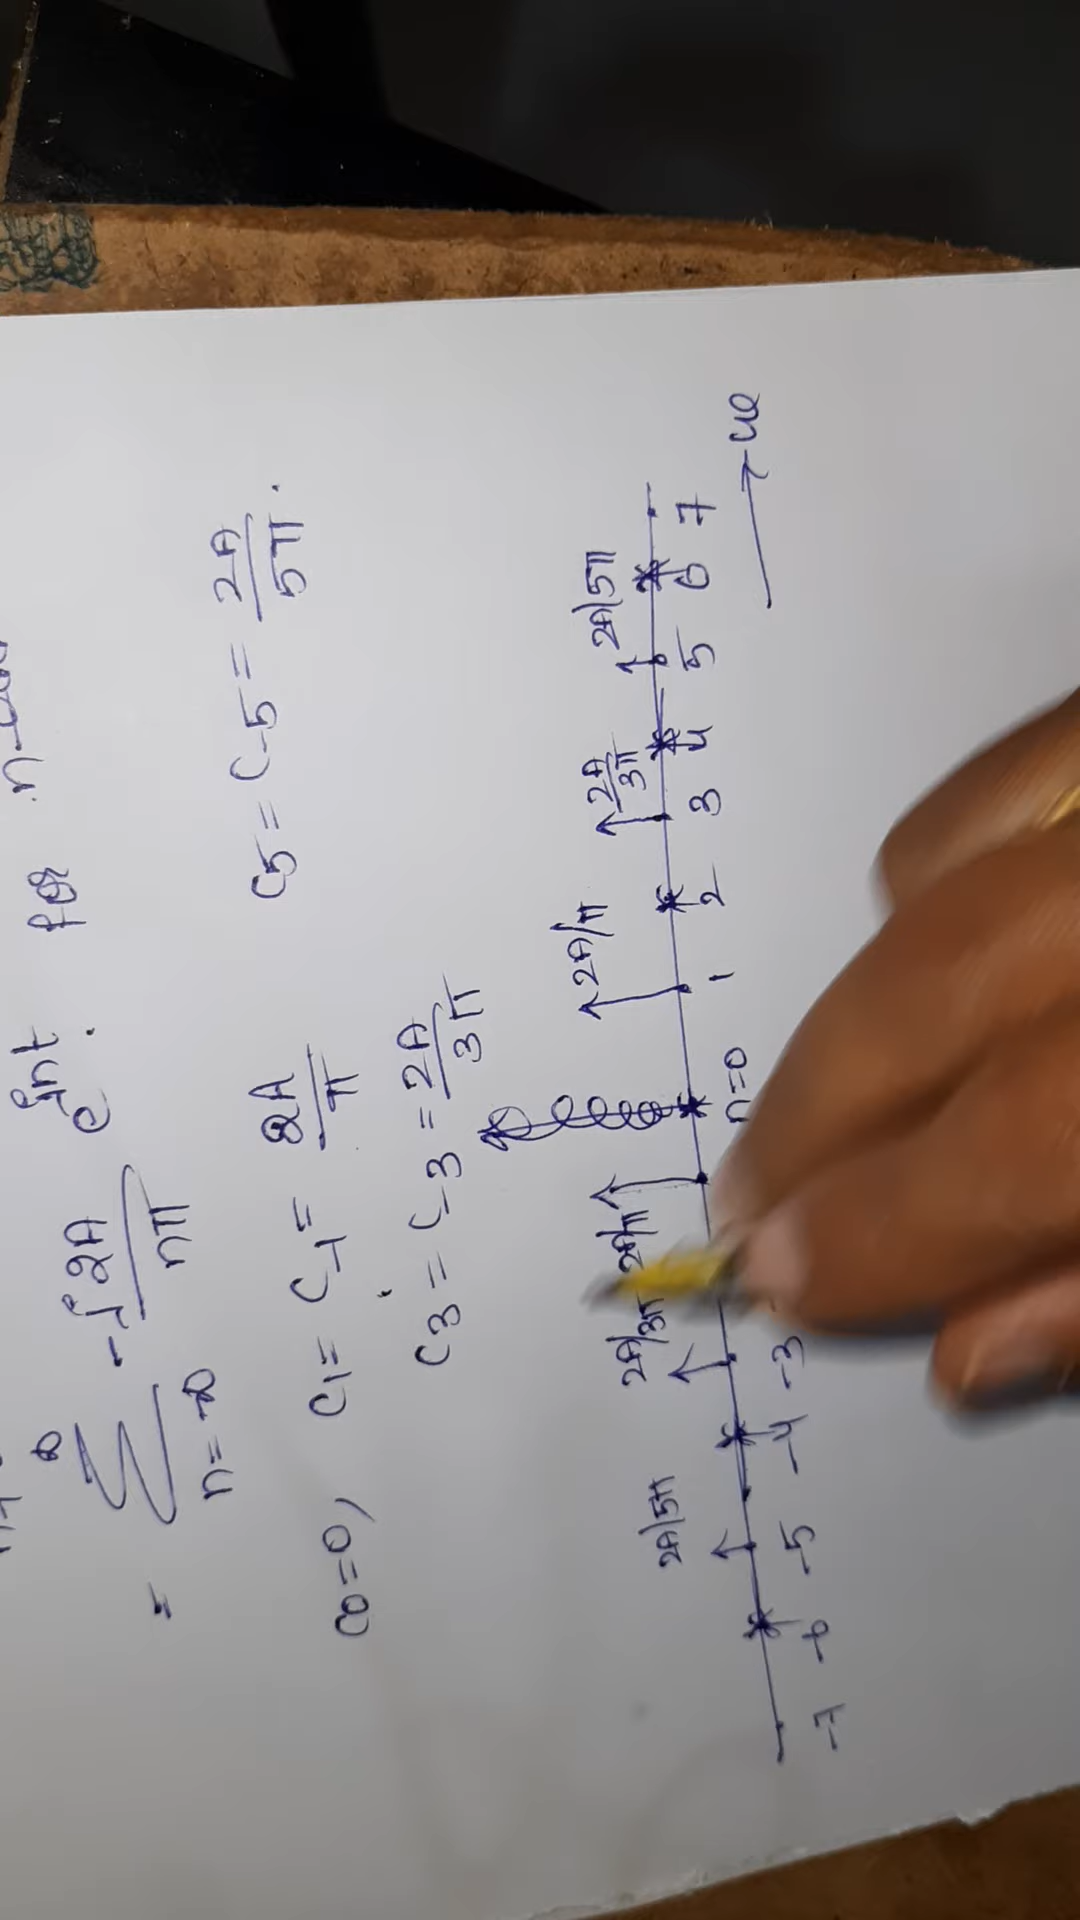 = ∞ Σ n=-∞ -j 2A/nπ e^jnt for n-odd
C0=0, C1 = C-1 = 2A/π
C3 = C-3 = 2A/3π
C5 = C-5 = 2A/5π.
2A/5π 2A/3π 2A/π 2A/π 2A/3π 2A/5π
-7 -6 -5 -4 -3 n=0 1 2 3 4 5 6 7